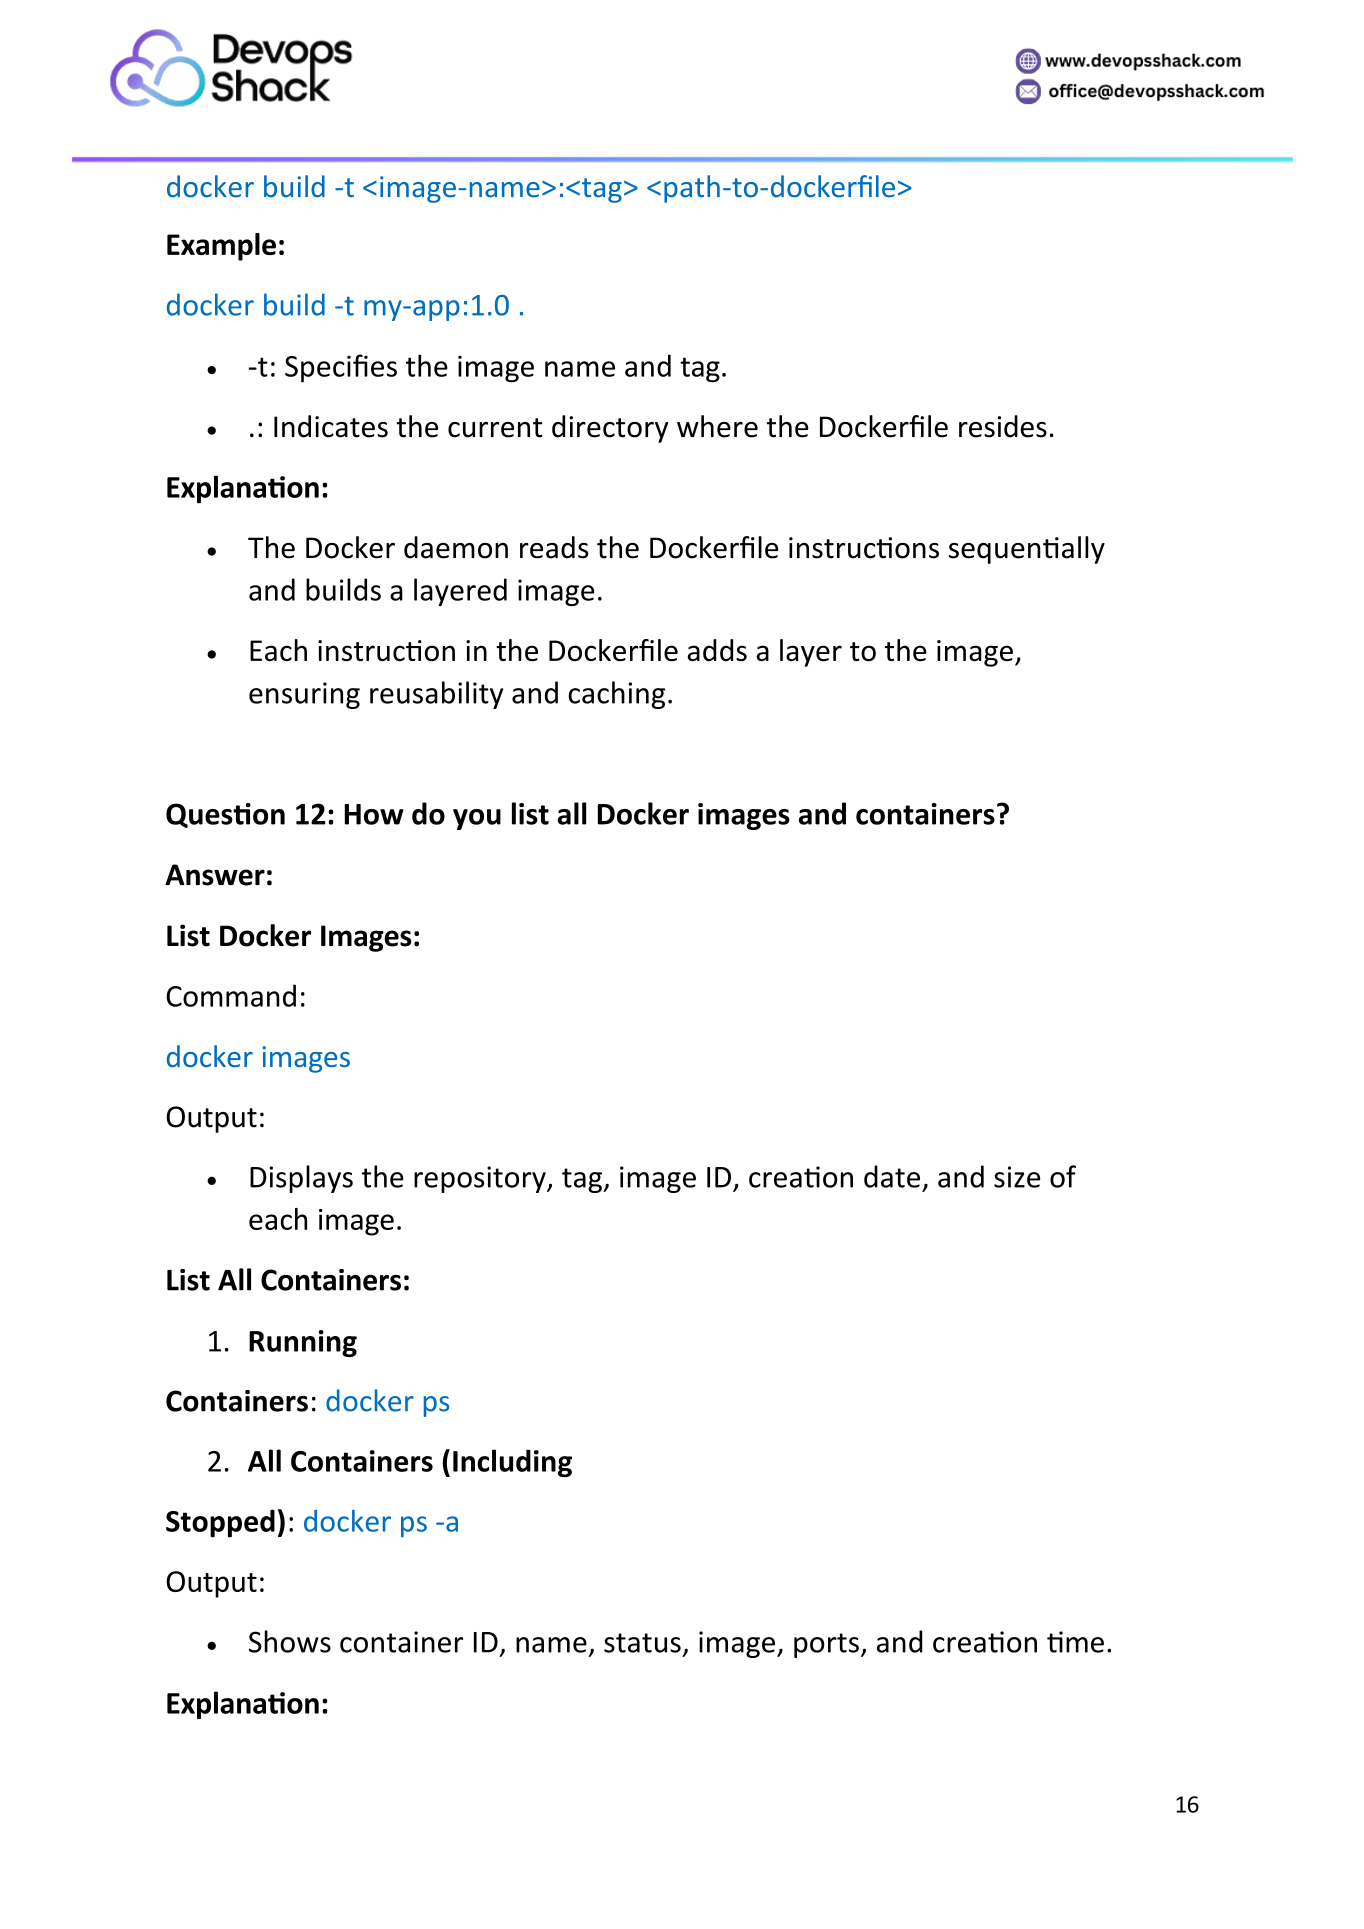 Devops
Shack
www.devopsshack.com
office@devopsshack.com
docker build -t <image-name>:<tag> <path-to-dockerfile>
Example:
docker build -t my-app:1.0 .
• -t: Specifies the image name and tag.
• .: Indicates the current directory where the Dockerfile resides.
Explanation:
• The Docker daemon reads the Dockerfile instructions sequentially
and builds a layered image.
• Each instruction in the Dockerfile adds a layer to the image,
ensuring reusability and caching.
Question 12: How do you list all Docker images and containers?
Answer:
List Docker Images:
Command:
docker images
Output:
• Displays the repository, tag, image ID, creation date, and size of
each image.
List All Containers:
1. Running
Containers: docker ps
2. All Containers (Including
Stopped): docker ps -a
Output:
• Shows container ID, name, status, image, ports, and creation time.
Explanation:
16